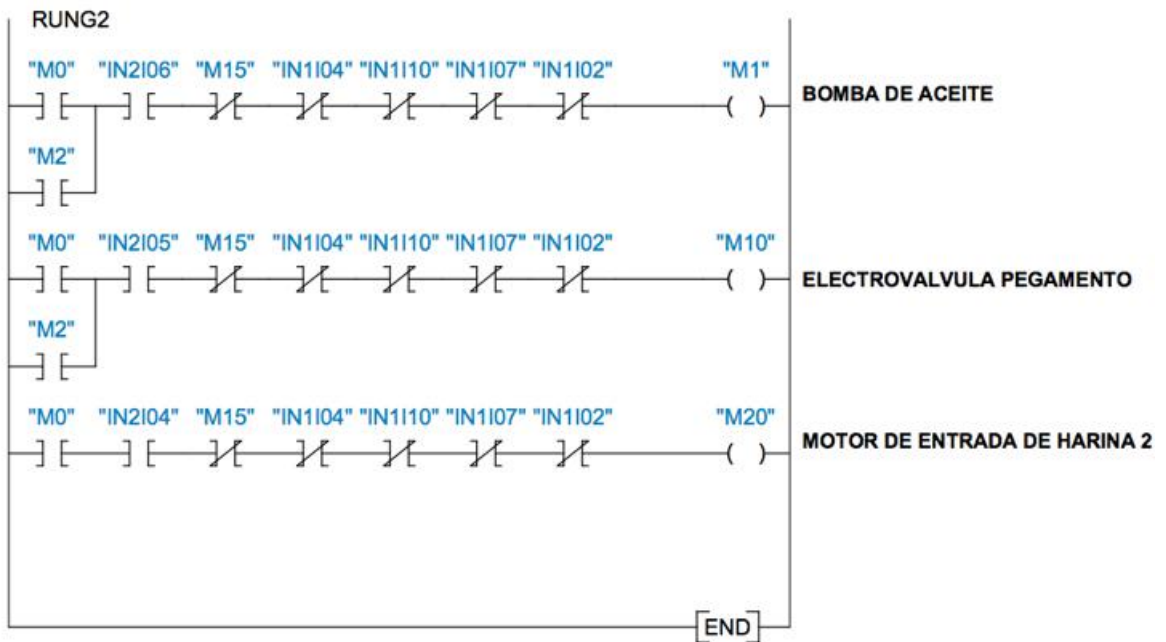 RUNG2
"M0" "IN2I06" "M15" "IN1I04" "IN1I10" "IN1I07" "IN1I02" "M1"
BOMBA DE ACEITE
"M2"
"M0" "IN2I05" "M15" "IN1I04" "IN1I10" "IN1I07" "IN1I02" "M10"
ELECTROVALVULA PEGAMENTO
"M2"
"M0" "IN2I04" "M15" "IN1I04" "IN1I10" "IN1I07" "IN1I02" "M20"
MOTOR DE ENTRADA DE HARINA 2
END